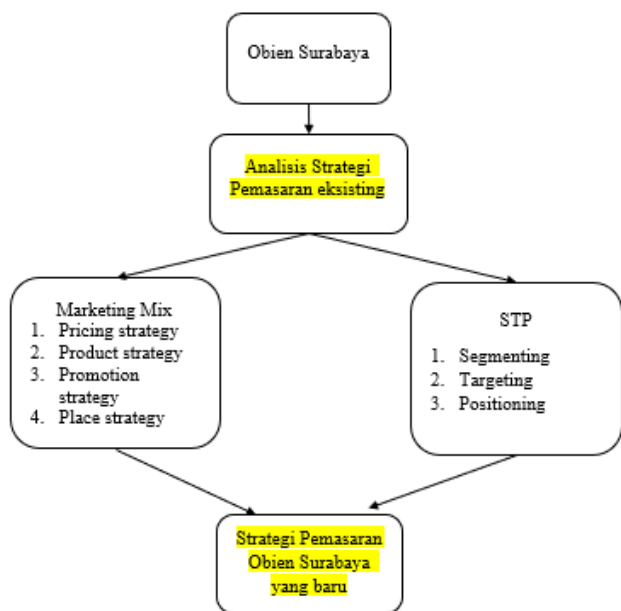 Obien Surabaya
Analisis Strategi
Pemasaran eksisting
Marketing Mix
1. Pricing strategy
2. Product strategy
3. Promotion
strategy
4. Place strategy
STP
1. Segmenting
2. Targeting
3. Positioning
Strategi Pemasaran
Obien Surabaya
yang baru